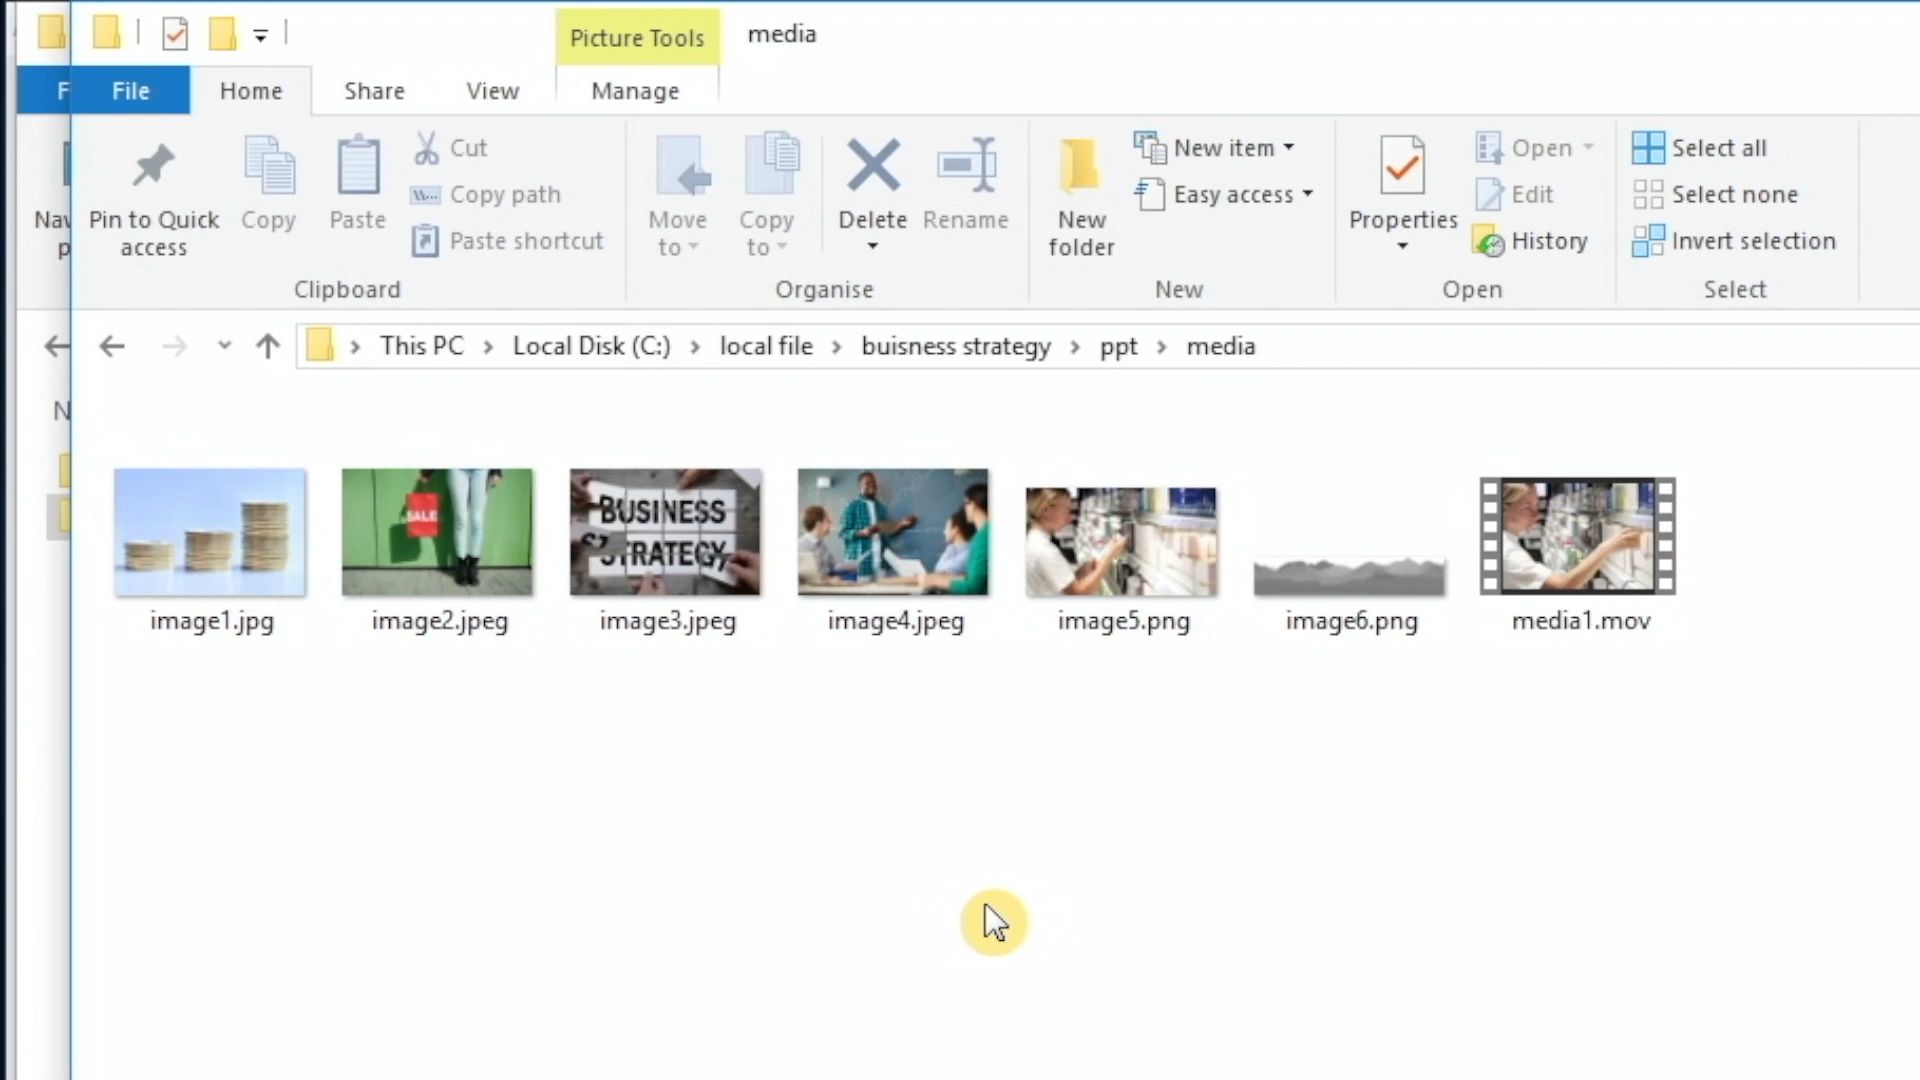 Picture Tools
media
F
File
Home
Share
View
Manage
Nav
p
Pin to Quick
access
Copy
Paste
Cut
Copy path
Paste shortcut
Clipboard
Move
to
Copy
to
Delete
Rename
Organise
New
folder
New item
Easy access
New
Properties
Open
Edit
History
Open
Select all
Select none
Invert selection
Select
This PC
Local Disk (C:)
local file
buisness strategy
ppt
media
N
SALE
BUSINESS
STRATEGY
image1.jpg
image2.jpeg
image3.jpeg
image4.jpeg
image5.png
image6.png
media1.mov